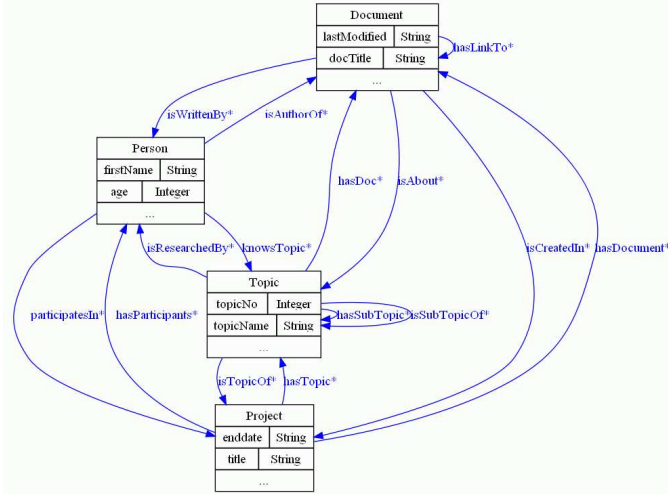 Document
lastModified String
hasLinkTo*
docTitle String
...
isWrittenBy* isAuthorOf*
Person
firstName String
hasDoc* isAbout*
age Integer
...
isResearchedBy* knowsTopic* isCreatedIn* hasDocument*
Topic
topicNo Integer
participatesIn* hasParticipants* hasSubTopic* isSubTopicOf*
topicName String
...
isTopicOf* hasTopic*
Project
enddate String
title String
...